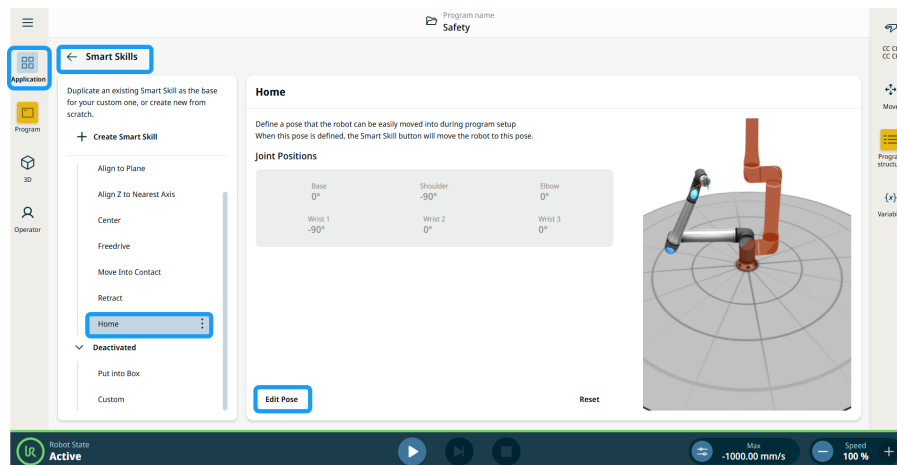 Program name
Safety
Smart Skills
Application
Program
3D
Operator
Duplicate an existing Smart Skill as the base
for your custom one, or create new from
scratch.
Create Smart Skill
Align to Plane
Align Z to Nearest Axis
Center
Freedrive
Move Into Contact
Retract
Home
Deactivated
Put into Box
Custom
Home
Define a pose that the robot can be easily moved into during program setup
When this pose is defined, the Smart Skill button will move the robot to this pose.
Joint Positions
Base Shoulder Elbow
0° -90° 0°
Wrist 1 Wrist 2 Wrist 3
-90° 0° 0°
Edit Pose
Reset
Move
{x}
UR
Robot State
Active
Max
-1000.00 mm/s
Speed
100 %